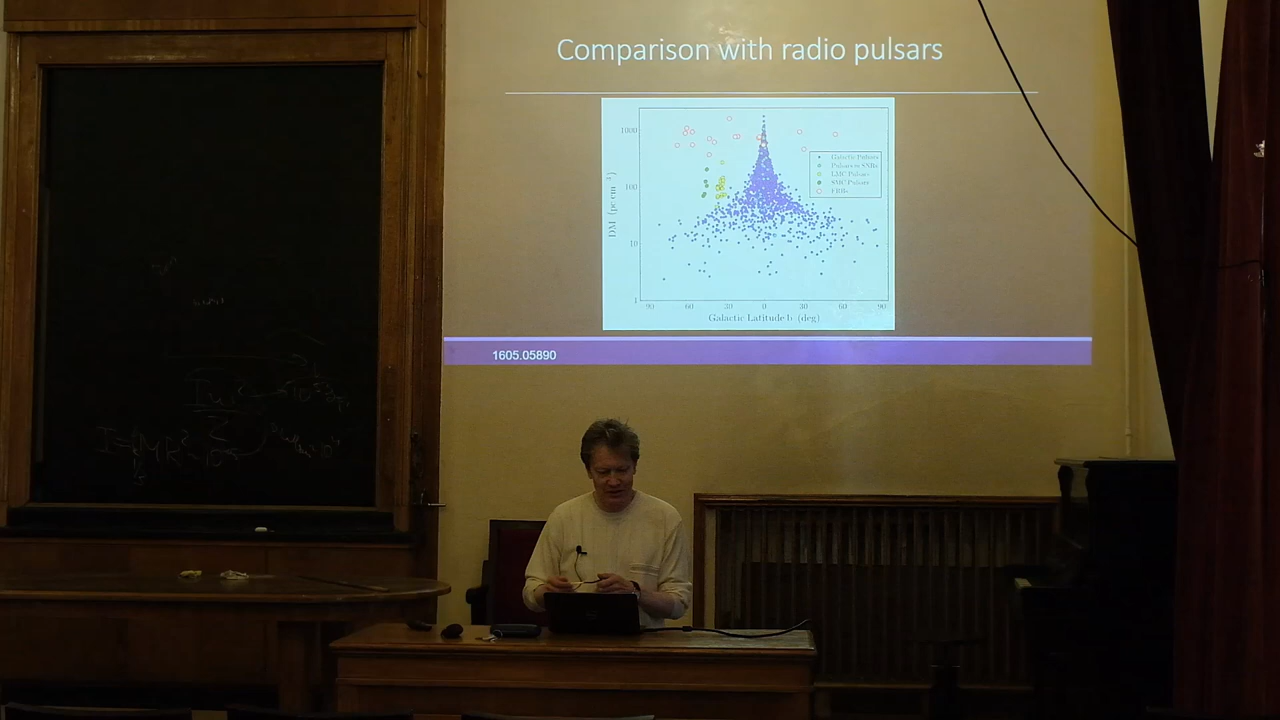 Comparison with radio pulsars
1000
100
10
1
DM (pc cm⁻³)
Galactic Pulsars
Pulsars in SNRs
LMC Pulsars
SMC Pulsars
FRBs
90 60 30 0 30 60 90
Galactic Latitude b (deg)
1605.05890